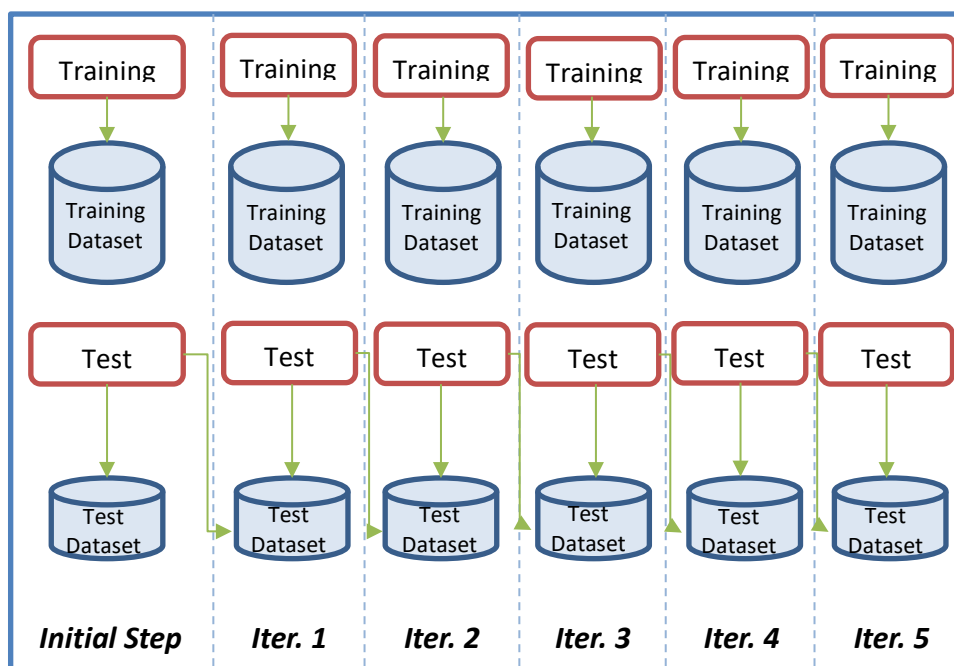 Training Training Training Training Training Training
Training Training Training Training Training Training
Dataset Dataset Dataset Dataset Dataset Dataset
Test Test Test Test Test Test
Test Test Test Test Test Test
Dataset Dataset Dataset Dataset Dataset Dataset
Initial Step Iter. 1 Iter. 2 Iter. 3 Iter. 4 Iter. 5